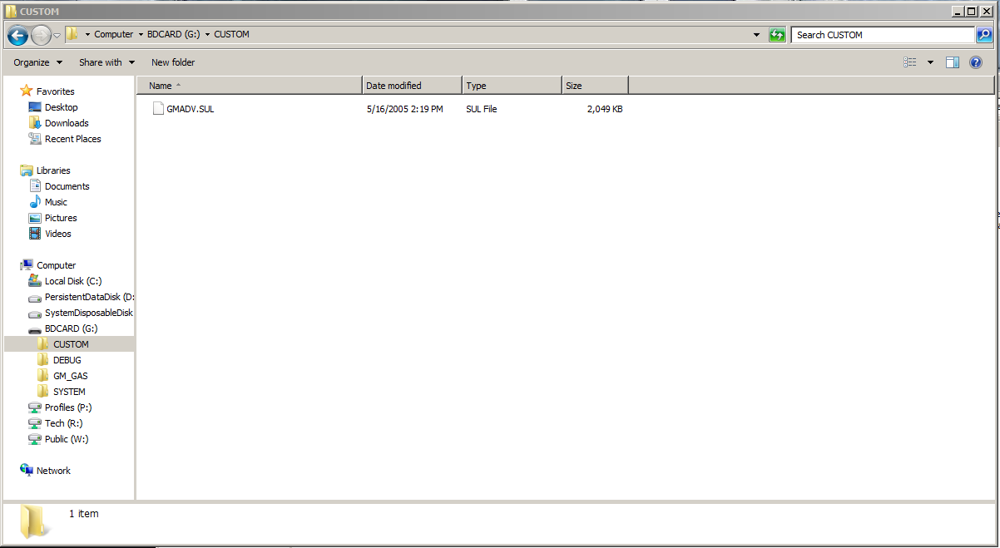 CUSTOM
Computer BDCARD (G:) CUSTOM
Search CUSTOM
Organize Share with New folder
Name Date modified Type Size
GMADV.SUL 5/16/2005 2:19 PM SUL File 2,049 KB
Favorites
Desktop
Downloads
Recent Places
Libraries
Documents
Music
Pictures
Videos
Computer
Local Disk (C:)
PersistentDataDisk (D:
SystemDisposableDisk
BDCARD (G:)
CUSTOM
DEBUG
GM_GAS
SYSTEM
Profiles (P:)
Tech (R:)
Public (W:)
Network
1 item